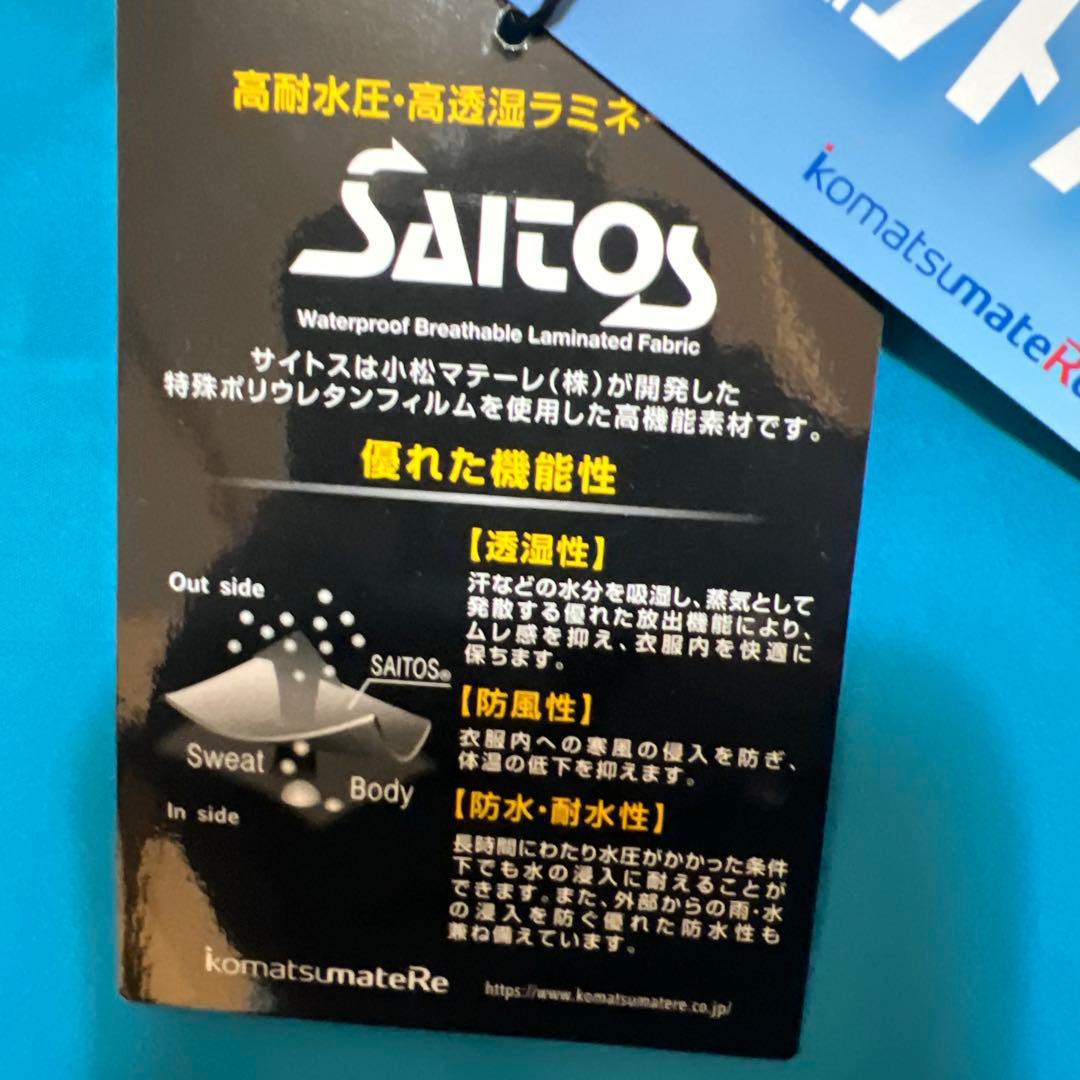 高耐水圧・高透湿ラミネ
SAITOS
Waterproof Breathable Laminated Fabric
サイトスは小松マテーレ(株)が開発した
特殊ポリウレタンフィルムを使用した高機能素材です。
優れた機能性
【透湿性】
汗などの水分を吸湿し、蒸気として
発散する優れた放出機能により、
ムレ感を抑え、衣服内を快適に
保ちます。
Out side
SAITOS®
Sweat
Body
In side
【防風性】
衣服内への寒風の侵入を防ぎ、
体温の低下を抑えます。
【防水・耐水性】
長時間にわたり水圧がかかった条件
下でも水の浸入に耐えることが
できます。また、外部からの雨・水
の浸入を防ぐ優れた防水性も
兼ね備えています。
komatsumateRe
https://www.komatsumatere.co.jp/
komatsumateRe